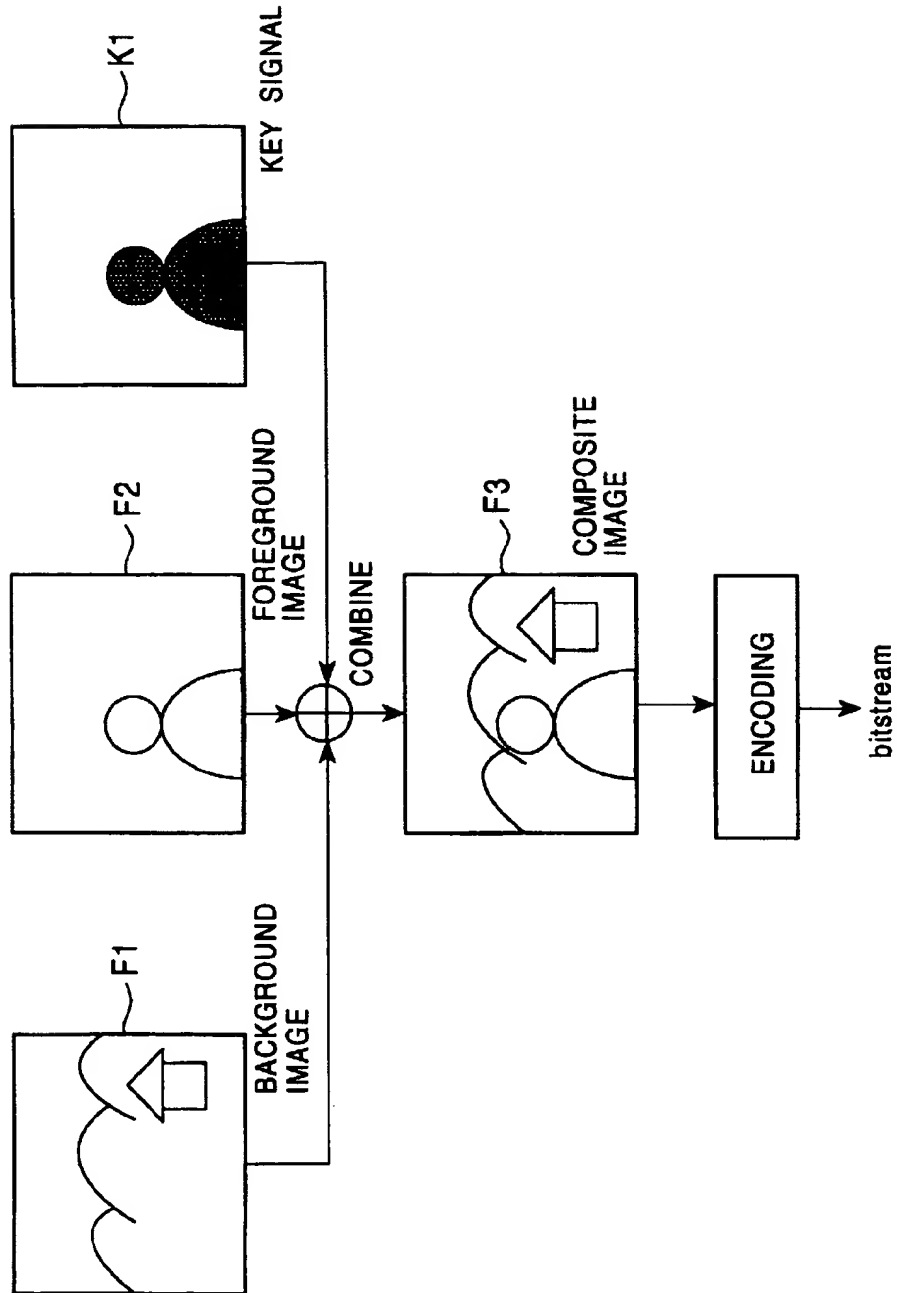 F1
BACKGROUND
IMAGE
F2
FOREGROUND
IMAGE
K1
KEY SIGNAL
COMBINE
F3
COMPOSITE
IMAGE
ENCODING
bitstream